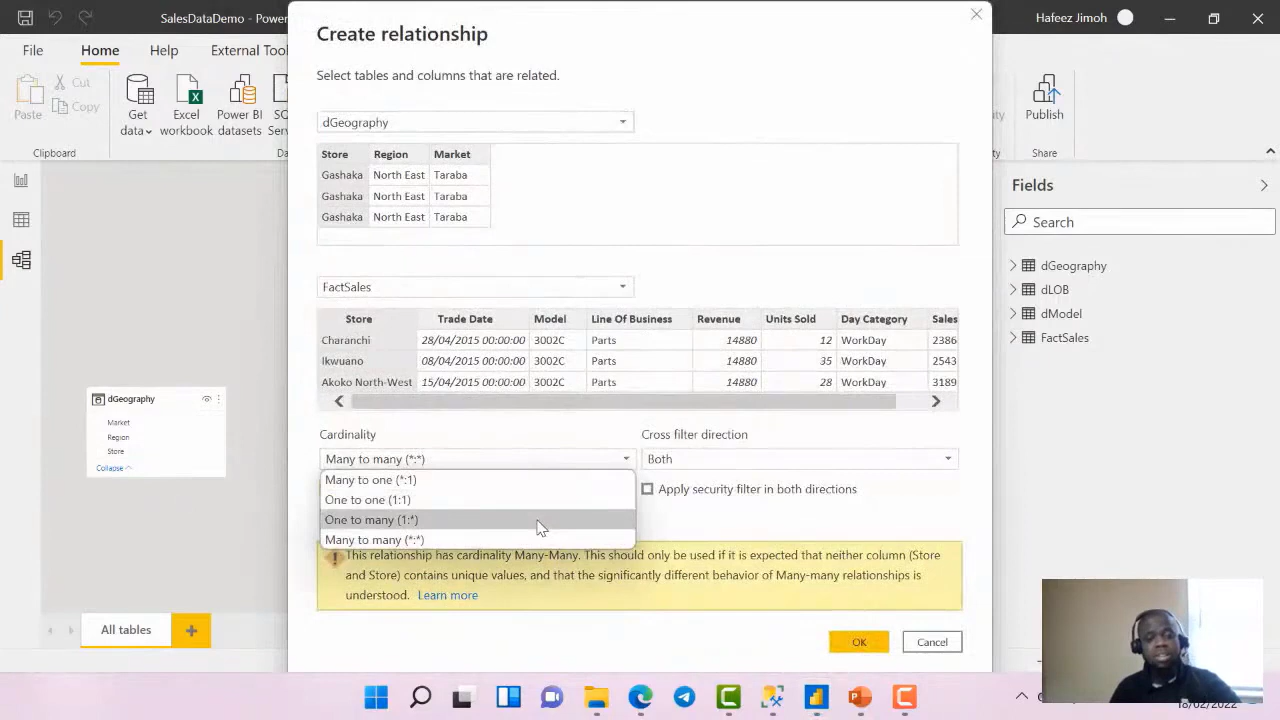 SalesDataDemo - Powe
Hafeez Jimoh
Create relationship
File
Home
Help
External Tool
Select tables and columns that are related.
Paste
Cut
Copy
Get data
Excel workbook
Power BI datasets
Publish
Clipboard
Share
dGeography
Store Region Market
Gashaka North East Taraba
Gashaka North East Taraba
Gashaka North East Taraba
Fields
Search
dGeography
dLOB
dModel
FactSales
FactSales
Store Trade Date Model Line Of Business Revenue Units Sold Day Category Sales
Charanchi 28/04/2015 00:00:00 3002C Parts 14880 12 WorkDay 2386
Ikwuano 08/04/2015 00:00:00 3002C Parts 14880 35 WorkDay 2543
Akoko North-West 15/04/2015 00:00:00 3002C Parts 14880 28 WorkDay 3189
dGeography
Market
Region
Store
Collapse
Cardinality
Cross filter direction
Many to many (*:*)
Both
Many to one (*:1)
One to one (1:1)
One to many (1:*)
Many to many (*:*)
Apply security filter in both directions
This relationship has cardinality Many-Many. This should only be used if it is expected that neither column (Store
and Store) contains unique values, and that the significantly different behavior of Many-many relationships is
understood. Learn more
All tables
OK
Cancel
18/02/2022